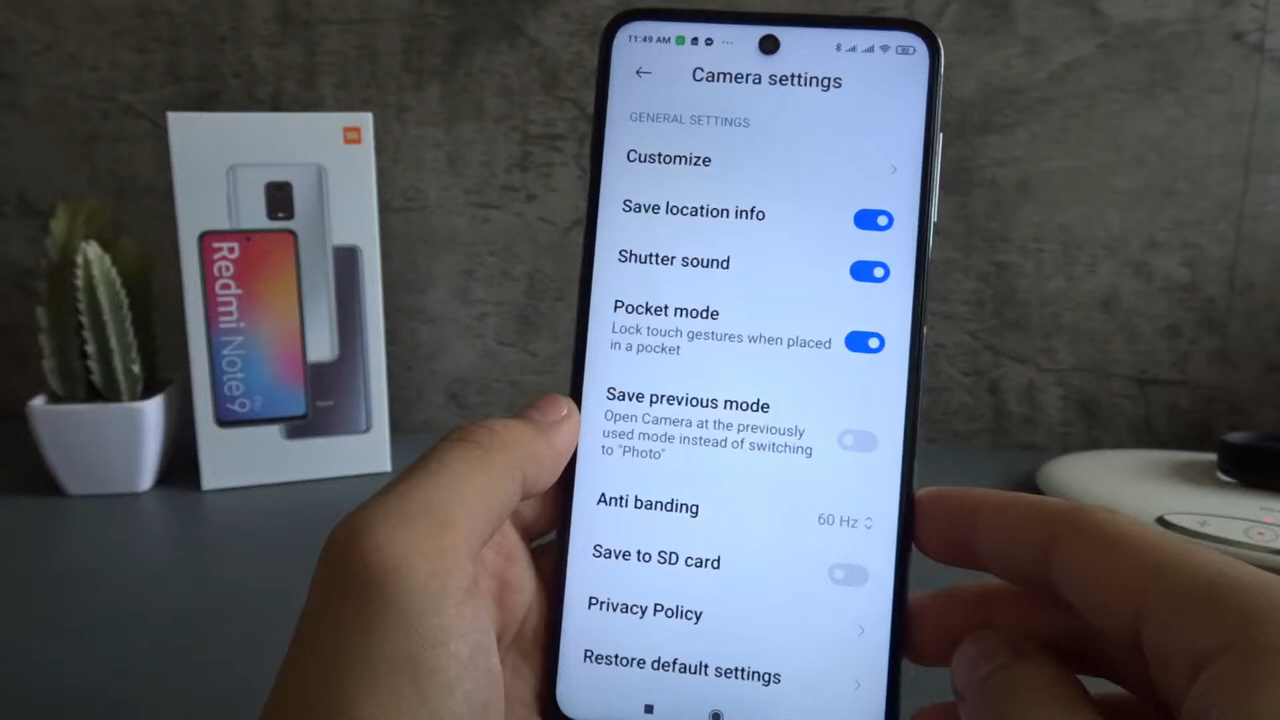 11:49 AM
82
Camera settings
GENERAL SETTINGS
Customize
Save location info
Shutter sound
Pocket mode
Lock touch gestures when placed
in a pocket
Save previous mode
Open Camera at the previously
used mode instead of switching
to "Photo"
Anti banding
60 Hz
Save to SD card
Privacy Policy
Restore default settings
Redmi Note 9
Pro